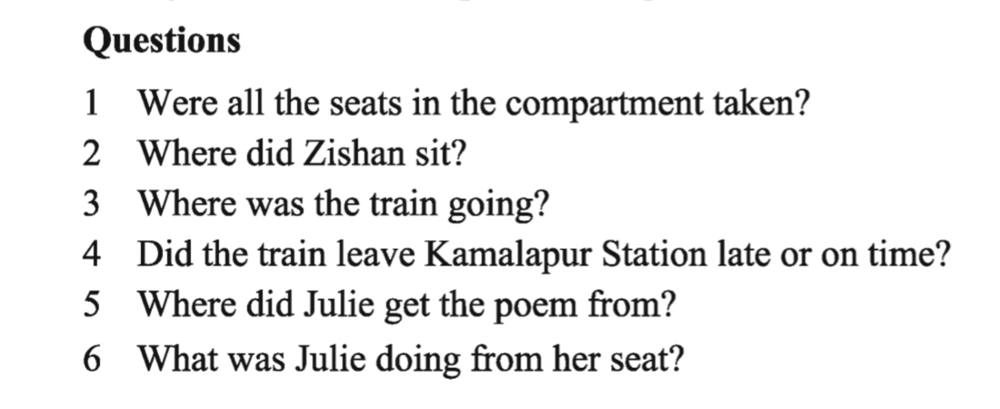 Questions
1 Were all the seats in the compartment taken?
2 Where did Zishan sit?
3 Where was the train going?
4 Did the train leave Kamalapur Station late or on time?
5 Where did Julie get the poem from?
6 What was Julie doing from her seat?